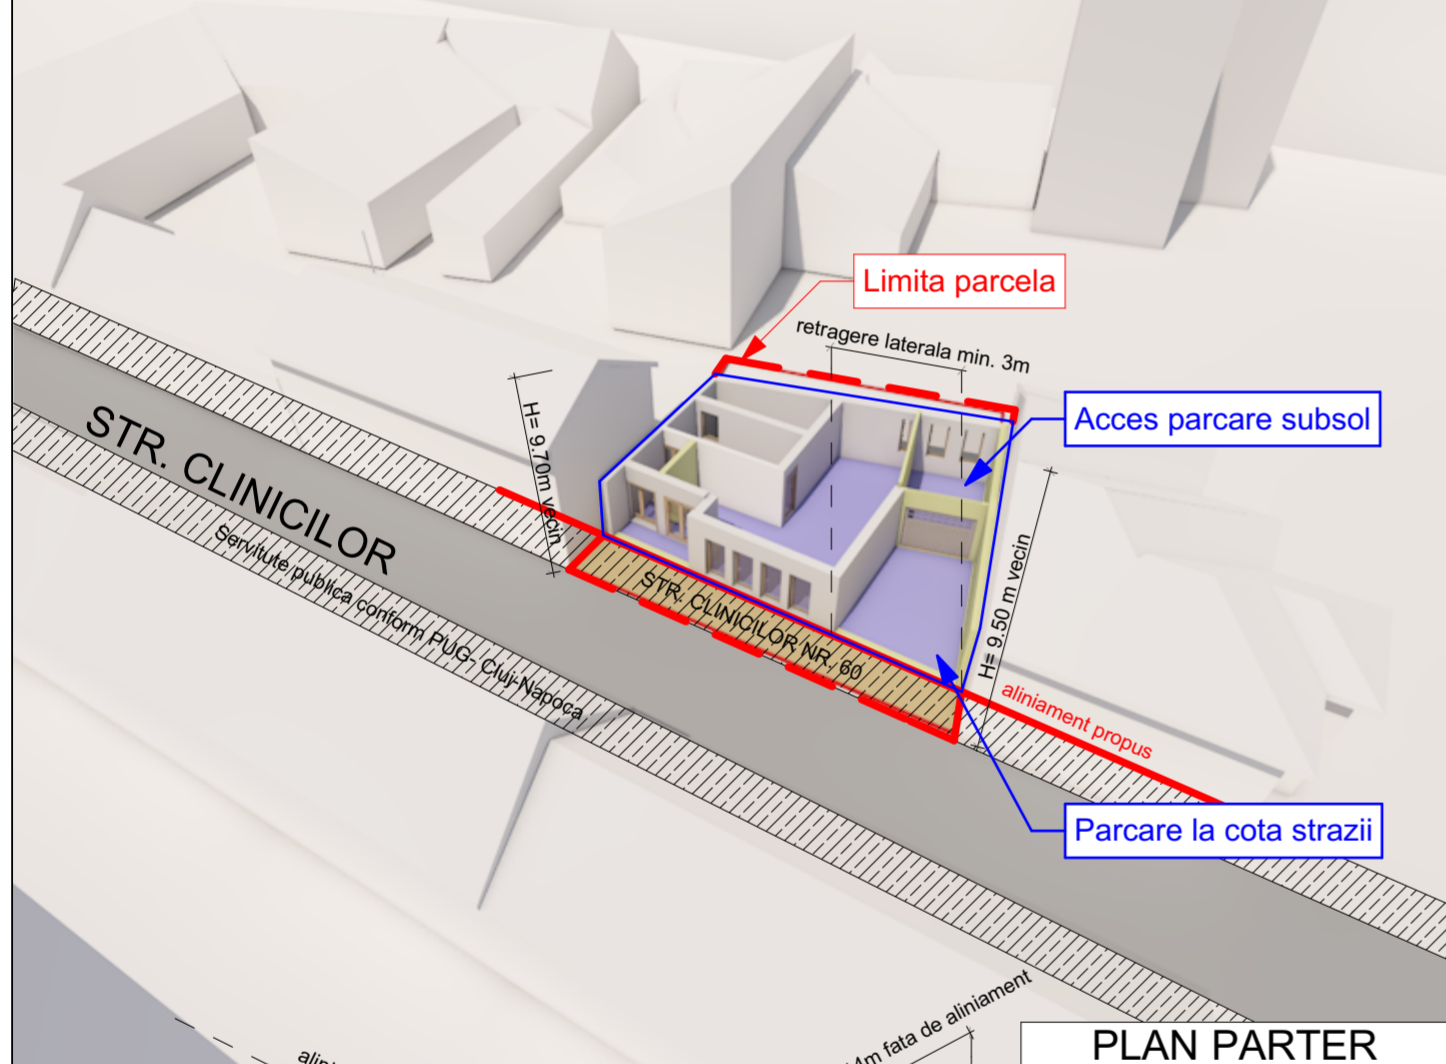 Limita parcela
retragere laterala min. 3m
Acces parcare subsol
H= 9.70m vecin
STR. CLINICILOR
Servitute publica conform PUG- Cluj-Napoca
STR. CLINICILOR NR. 60
H= 9.50 m vecin
aliniament propus
Parcare la cota strazii
fata de aliniament
PLAN PARTER